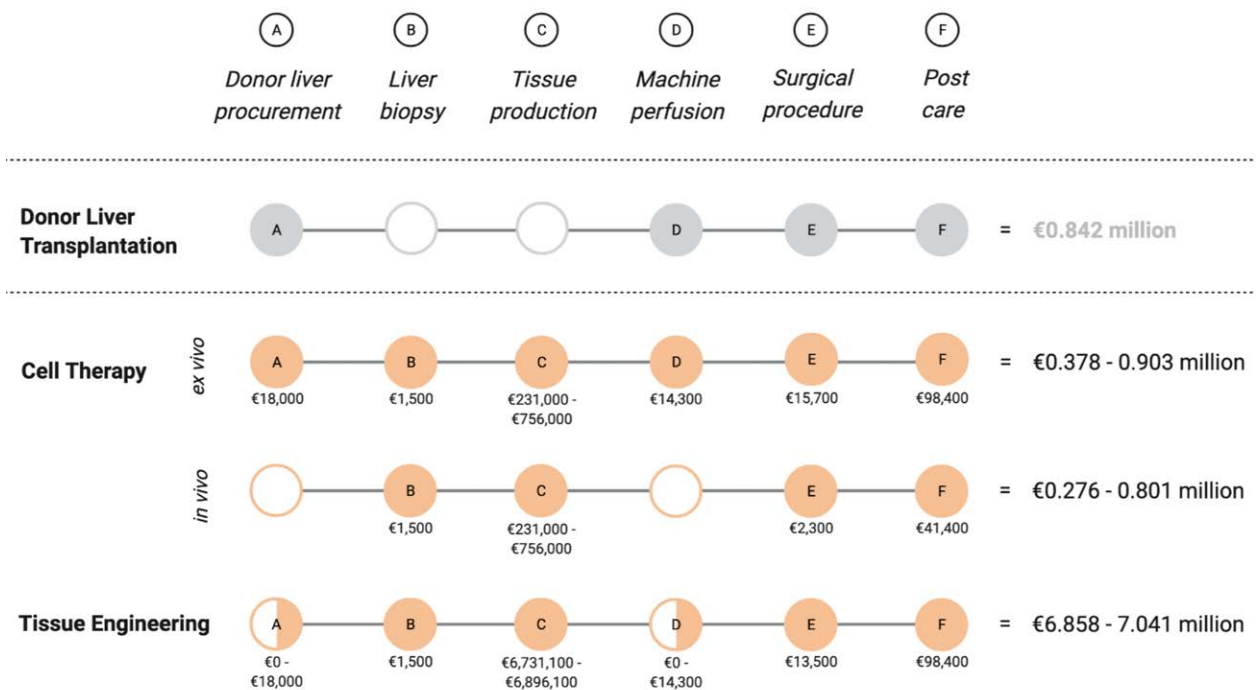 A B C D E F
Donor liver Liver Tissue Machine Surgical Post
procurement biopsy production perfusion procedure care
Donor Liver
Transplantation
A D E F = €0.842 million
Cell Therapy
ex vivo
A B C D E F = €0.378 - 0.903 million
€18,000 €1,500 €231,000 - €14,300 €15,700 €98,400
€756,000
in vivo
B C E F = €0.276 - 0.801 million
€1,500 €231,000 - €2,300 €41,400
€756,000
Tissue Engineering A B C D E F = €6.858 - 7.041 million
€0 - €1,500 €6,731,100 - €0 - €13,500 €98,400
€18,000 €6,896,100 €14,300